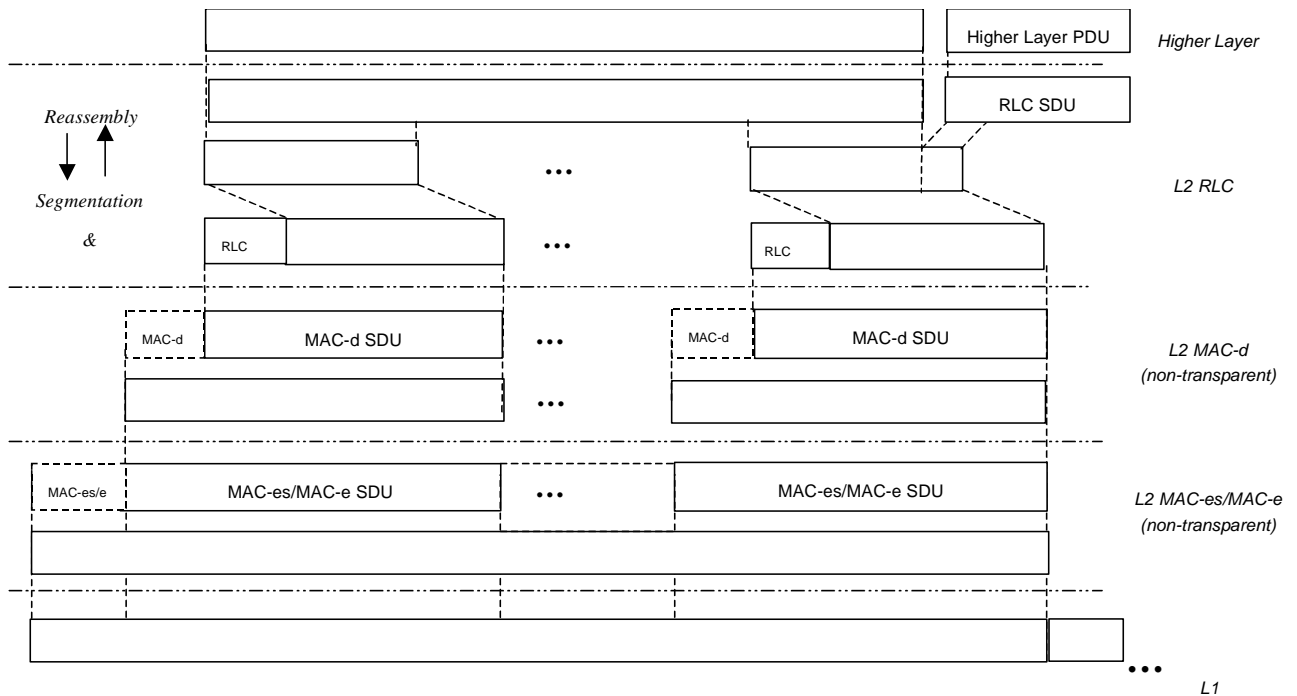 Higher Layer PDU
Higher Layer
RLC SDU
Reassembly
Segmentation
&
...
L2 RLC
RLC
...
RLC
MAC-d
MAC-d SDU
...
MAC-d
MAC-d SDU
L2 MAC-d
(non-transparent)
...
MAC-es/e
MAC-es/MAC-e SDU
...
MAC-es/MAC-e SDU
L2 MAC-es/MAC-e
(non-transparent)
...
L1